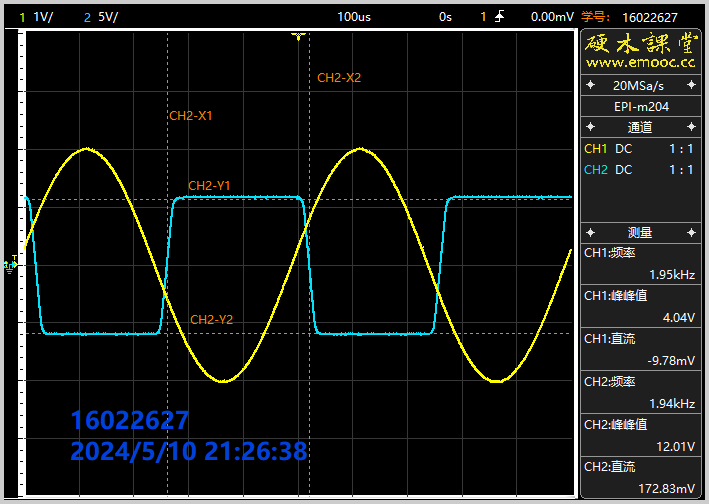 1 1V/ 2 5V/ 100us 0s 1 0.00mV 学号: 16022627
硬木課堂
www.emooc.cc
20MSa/s
EPI-m204
通道
CH1 DC 1 : 1
CH2 DC 1 : 1
测量
CH1:频率
1.95kHz
CH1:峰峰值
4.04V
CH1:直流
-9.78mV
CH2:频率
1.94kHz
CH2:峰峰值
12.01V
CH2:直流
172.83mV
CH2-X2
CH2-X1
CH2-Y1
T
CH2-Y2
16022627
2024/5/10 21:26:38